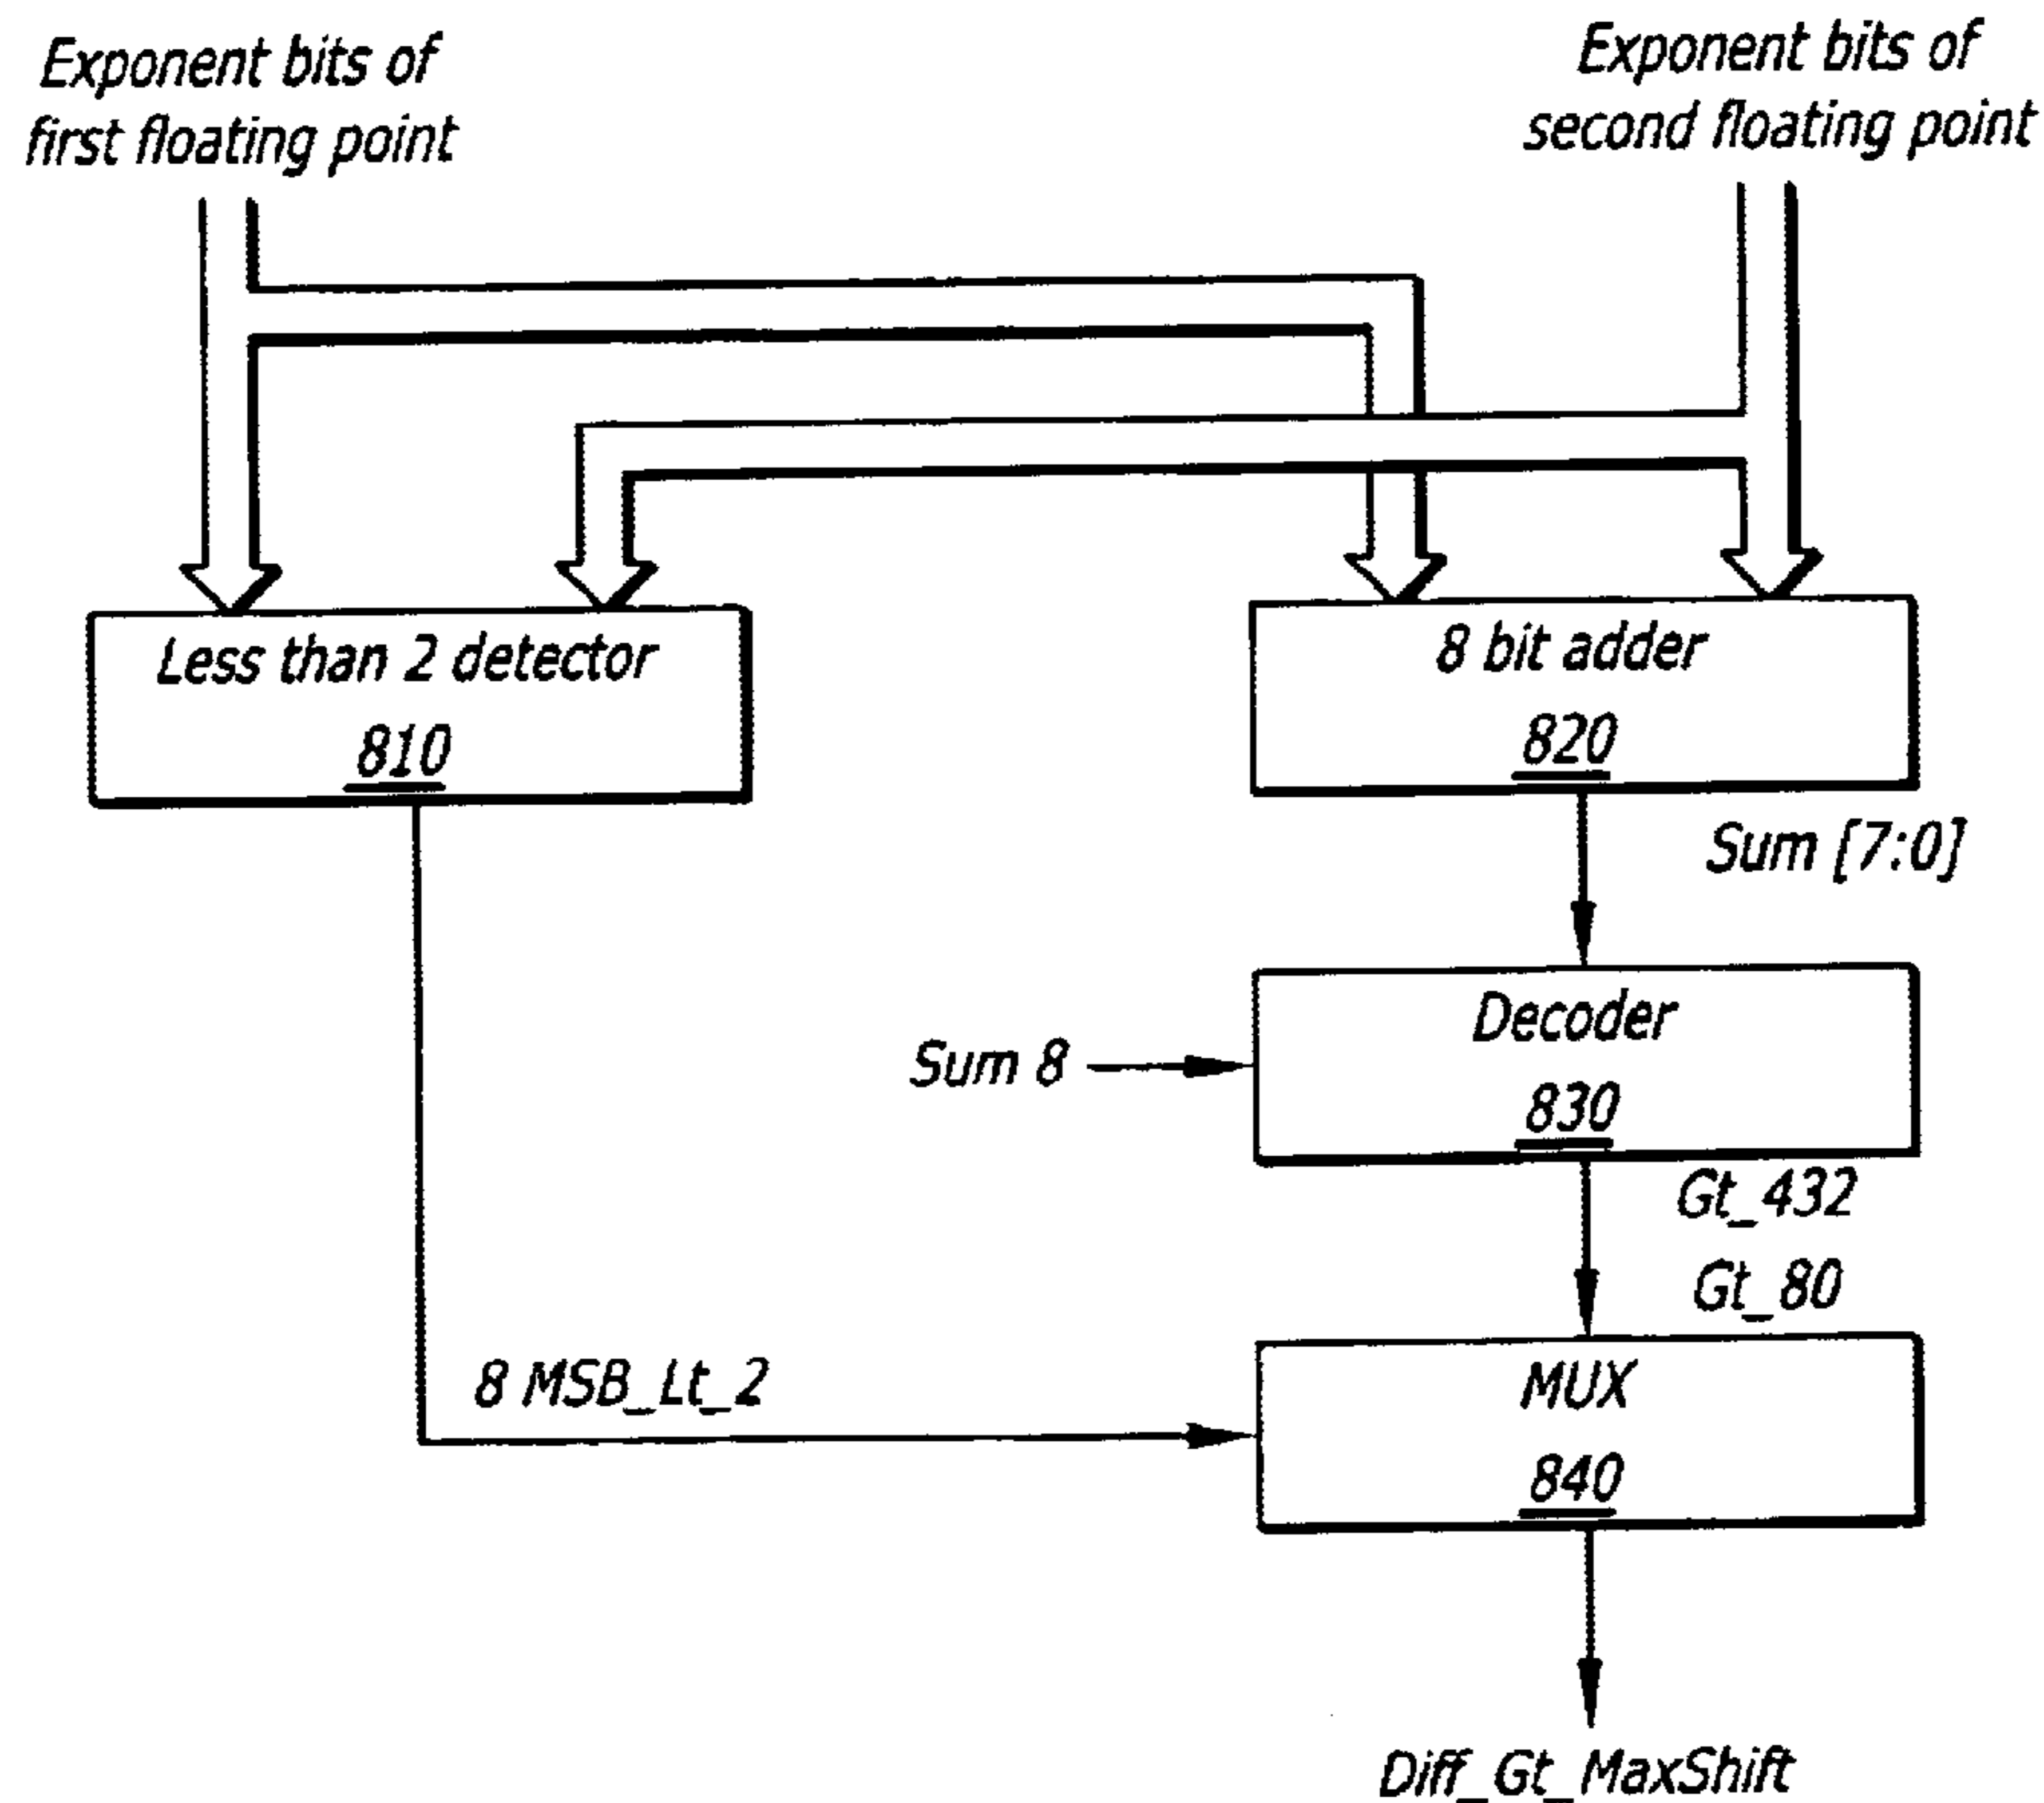 Exponent bits of
first floating point
Exponent bits of
second floating point
Less than 2 detector
810
8 bit adder
820
Sum [7:0]
Decoder
830
Sum 8
Gt_432
Gt_80
8 MSB_Lt_2
MUX
840
Diff_Gt_MaxShift